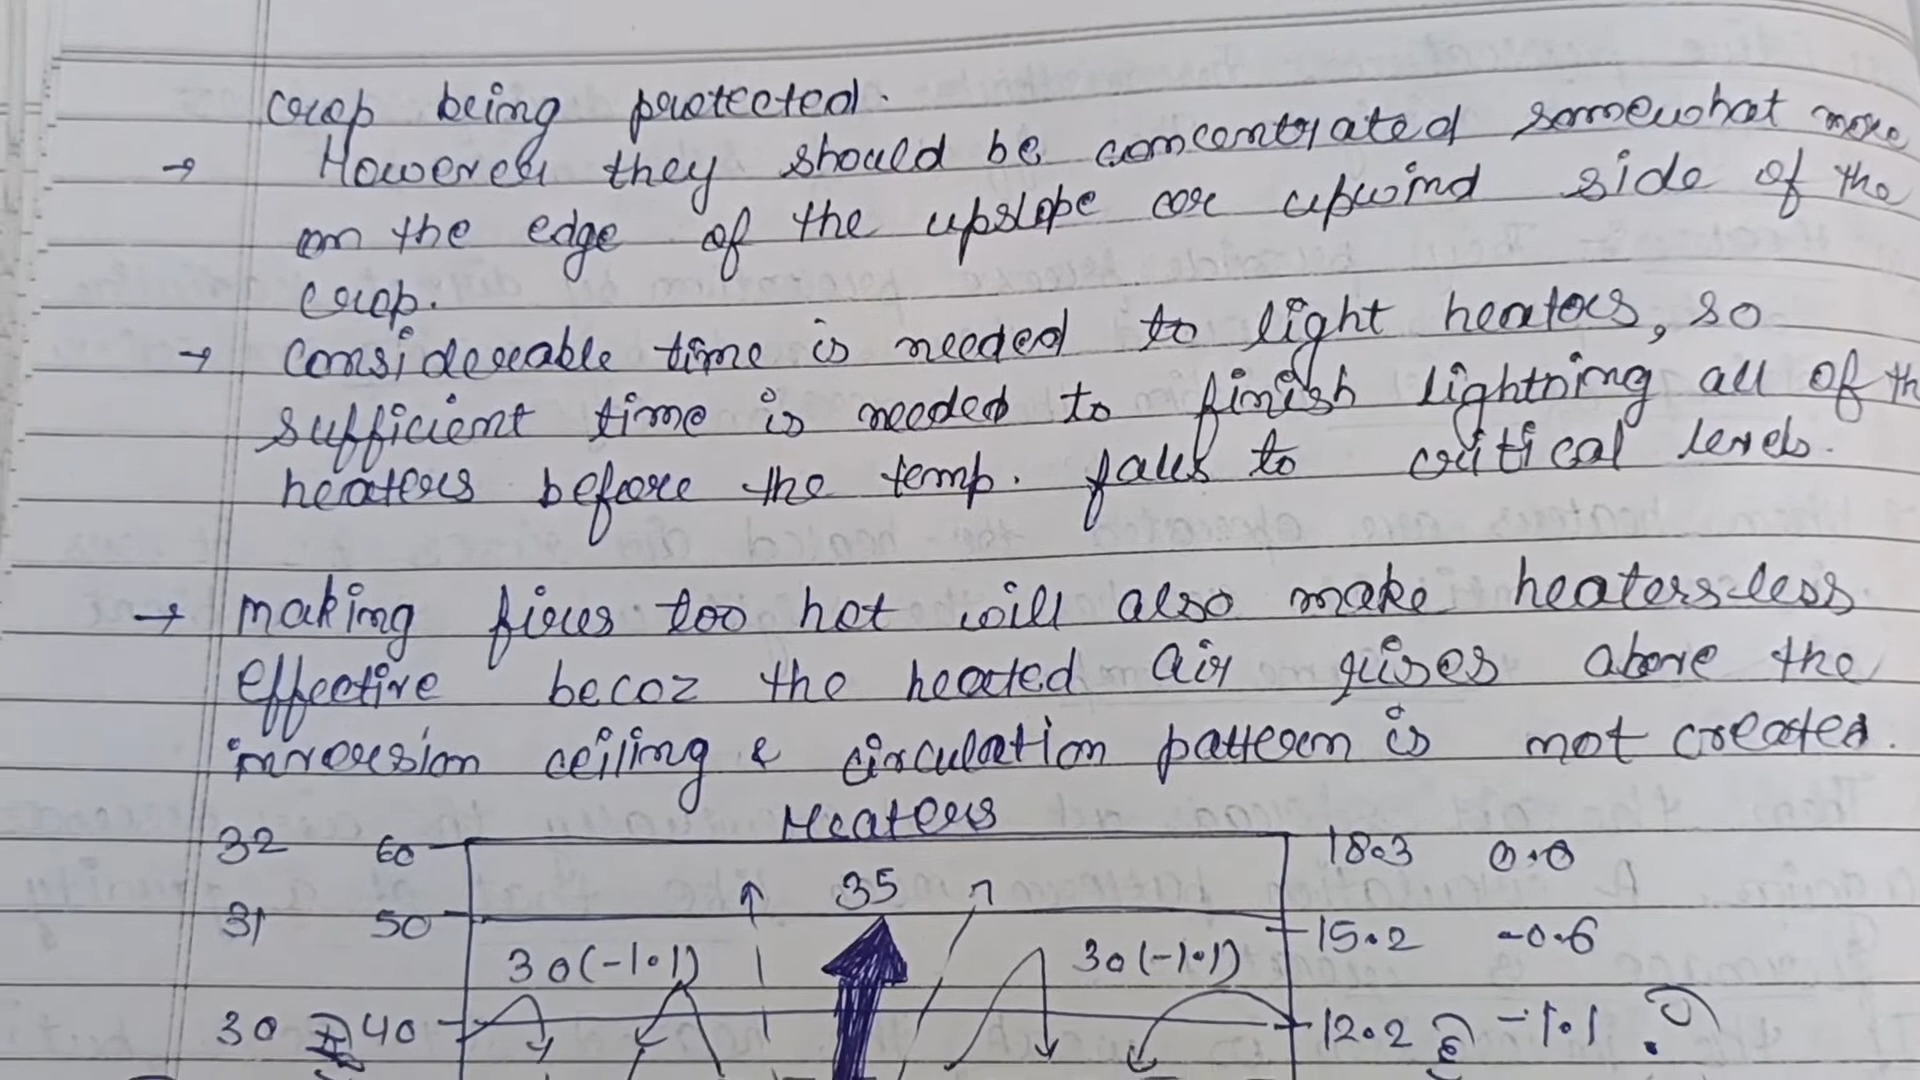 crop being protected.
→ However they should be concentrated somewhat more
on the edge of the upslope or upwind side of the
crop.
→ considerable time is needed to light heaters, so
sufficient time is needed to finish lightning all of th
heaters before the temp. falls to critical levels.
→ making fires too hot will also make heaters less
effective becoz the heated air rises above the
inversion ceiling & circulation pattern is not created.
Heaters
32 60 18.3 0.0
35
31 50 15.2 -0.6
30(-1.1) 30(-1.1)
30 40 12.2 -1.1